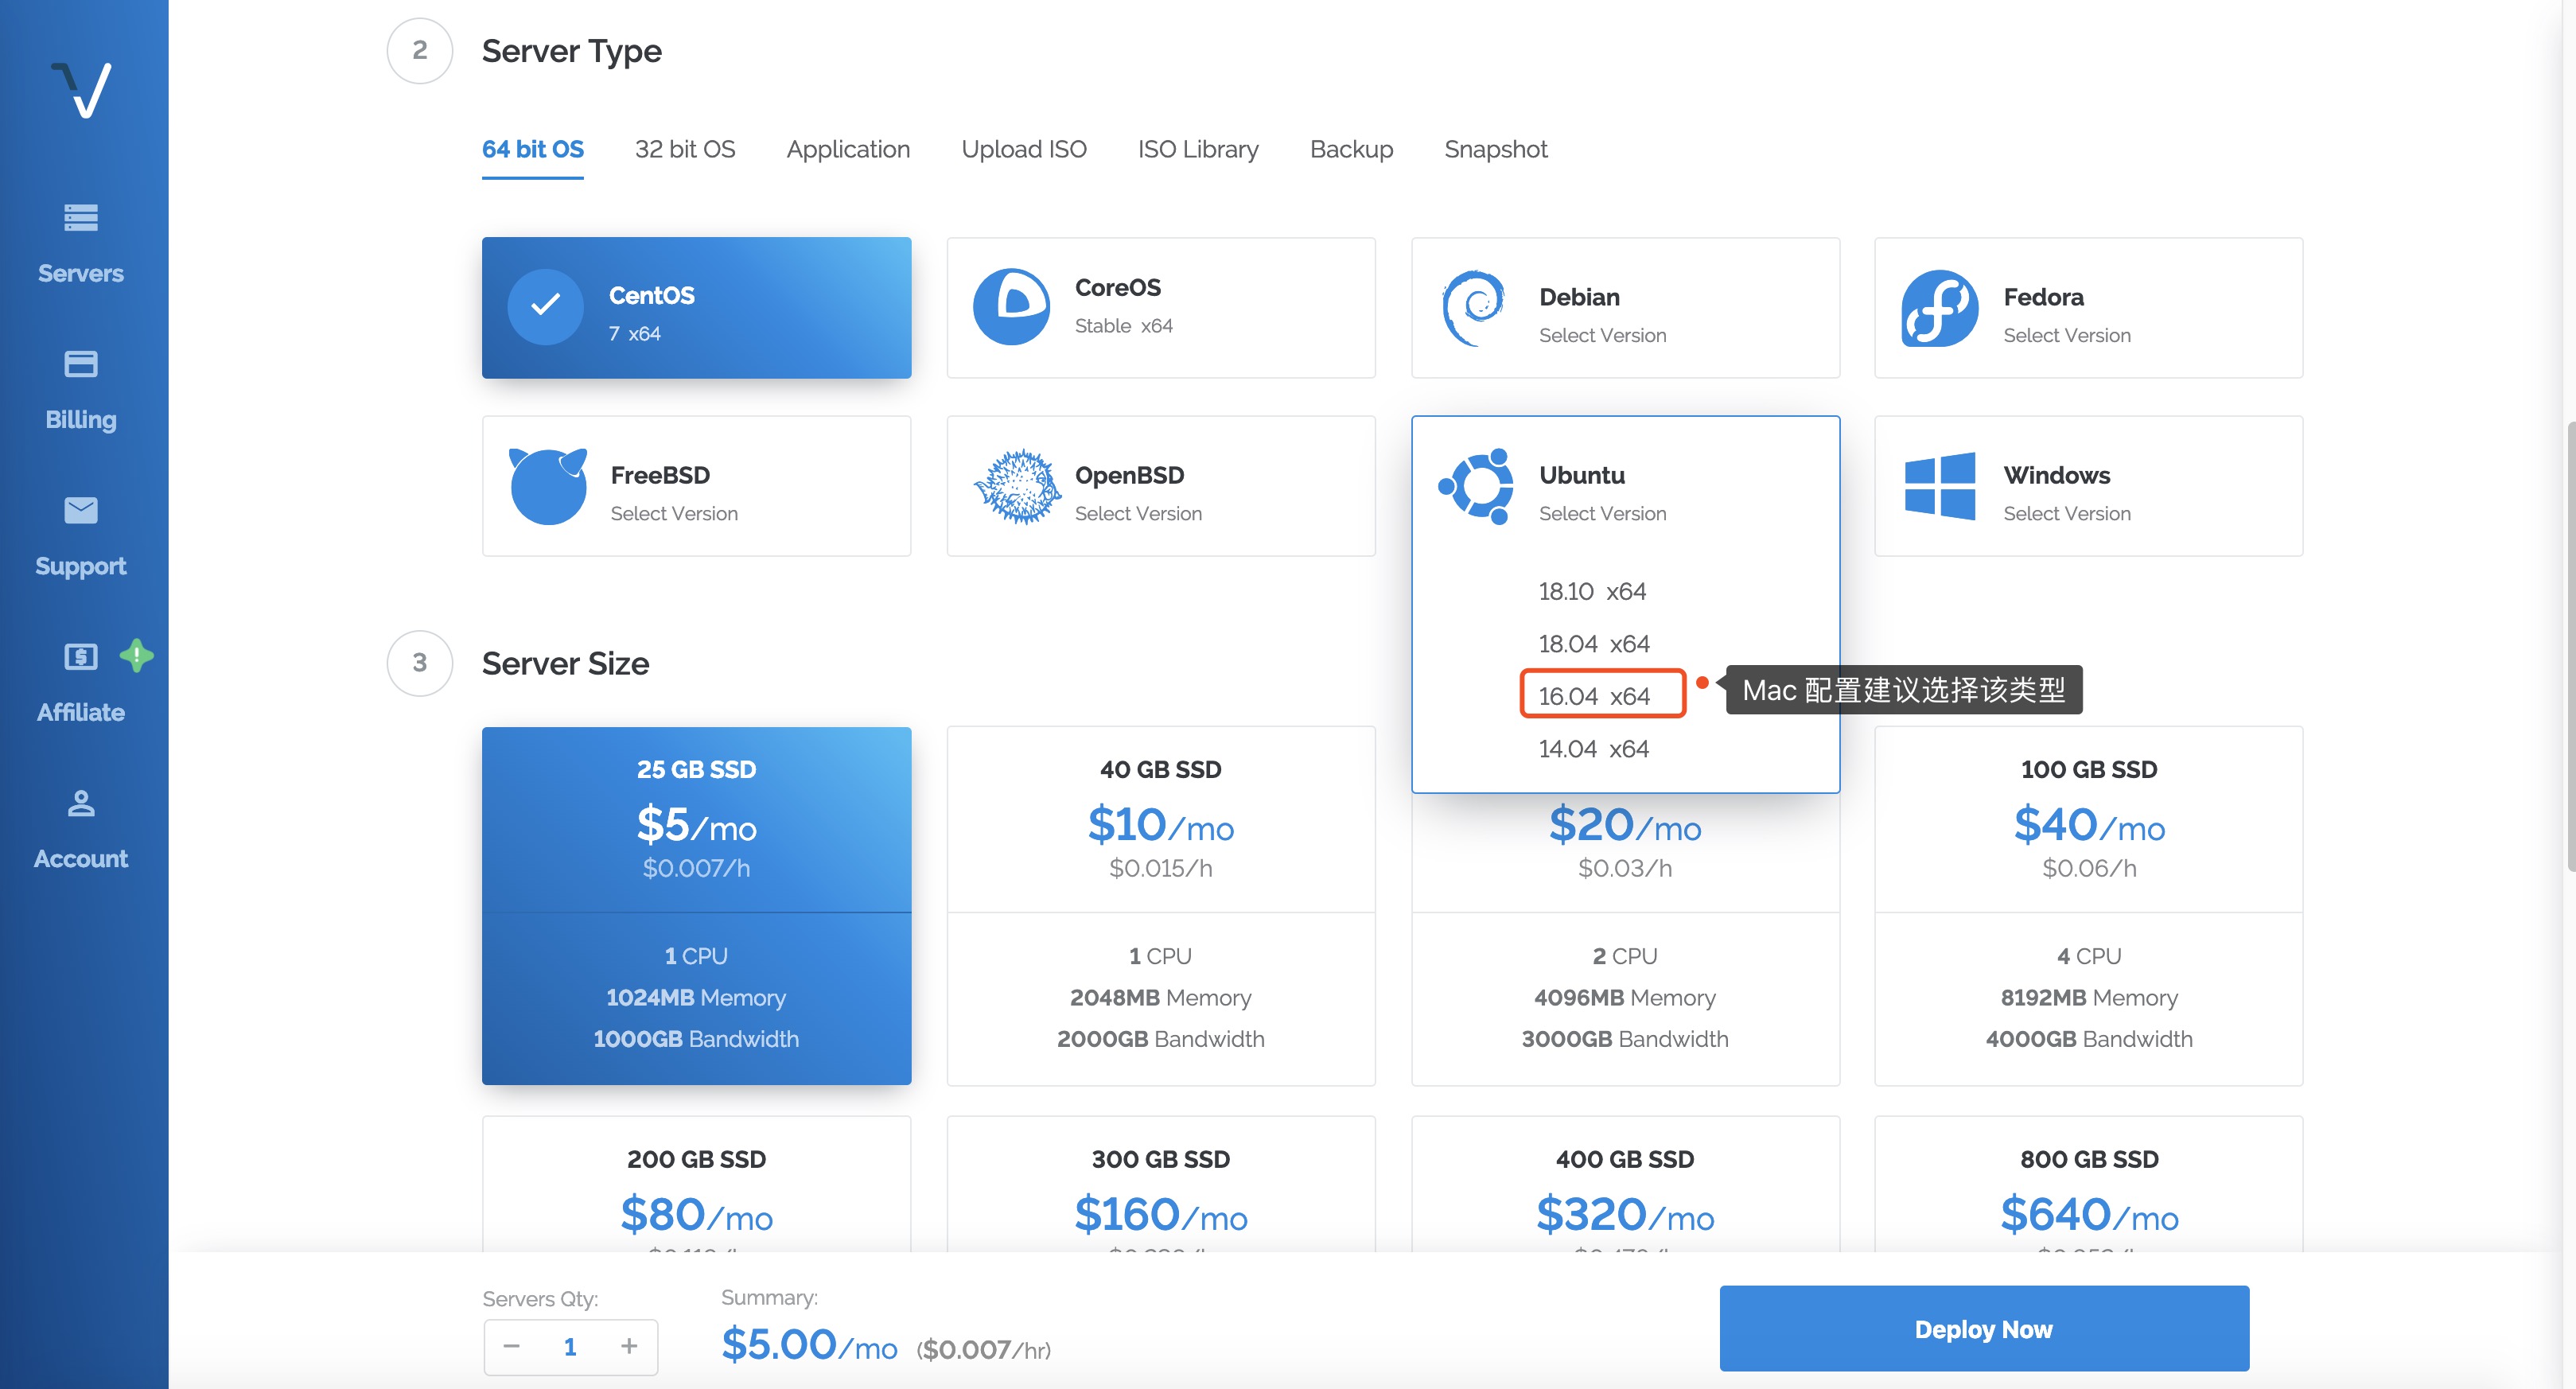 2
Server Type
64 bit OS
32 bit OS
Application
Upload ISO
ISO Library
Backup
Snapshot
Servers
Billing
Support
Affiliate
Account
CentOS
7 x64
CoreOS
Stable x64
Debian
Select Version
Fedora
Select Version
FreeBSD
Select Version
OpenBSD
Select Version
Ubuntu
Select Version
18.10 x64
18.04 x64
16.04 x64
14.04 x64
Mac 配置建议选择该类型
Windows
Select Version
3
Server Size
25 GB SSD
$5/mo
$0.007/h
1 CPU
1024MB Memory
1000GB Bandwidth
40 GB SSD
$10/mo
$0.015/h
1 CPU
2048MB Memory
2000GB Bandwidth
$20/mo
$0.03/h
2 CPU
4096MB Memory
3000GB Bandwidth
100 GB SSD
$40/mo
$0.06/h
4 CPU
8192MB Memory
4000GB Bandwidth
200 GB SSD
$80/mo
300 GB SSD
$160/mo
400 GB SSD
$320/mo
800 GB SSD
$640/mo
Servers Qty:
− 1 +
Summary:
$5.00/mo ($0.007/hr)
Deploy Now